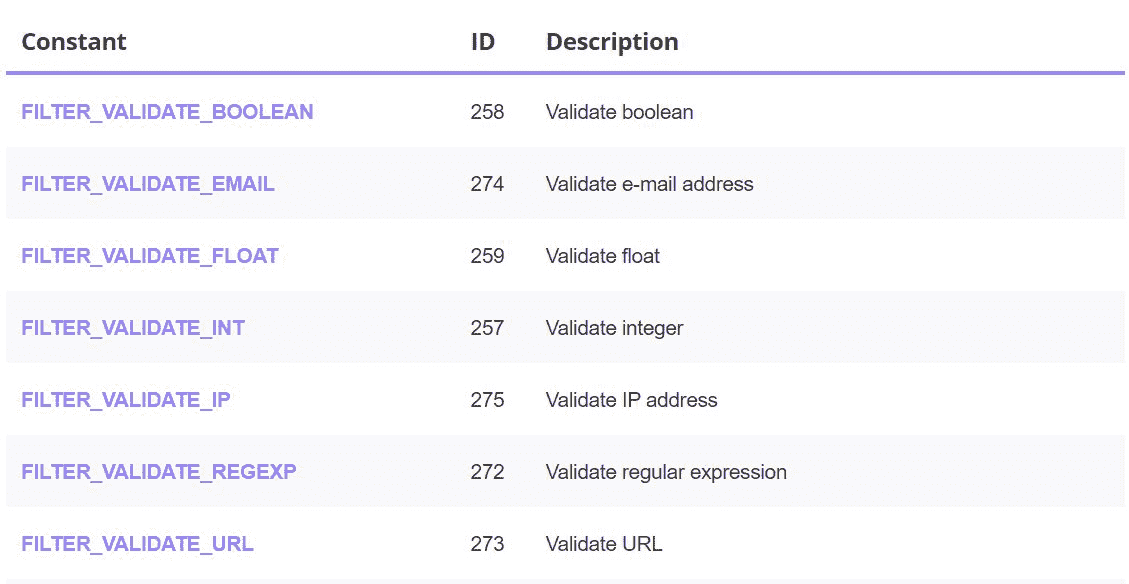 Constant ID Description
FILTER_VALIDATE_BOOLEAN 258 Validate boolean
FILTER_VALIDATE_EMAIL 274 Validate e-mail address
FILTER_VALIDATE_FLOAT 259 Validate float
FILTER_VALIDATE_INT 257 Validate integer
FILTER_VALIDATE_IP 275 Validate IP address
FILTER_VALIDATE_REGEXP 272 Validate regular expression
FILTER_VALIDATE_URL 273 Validate URL